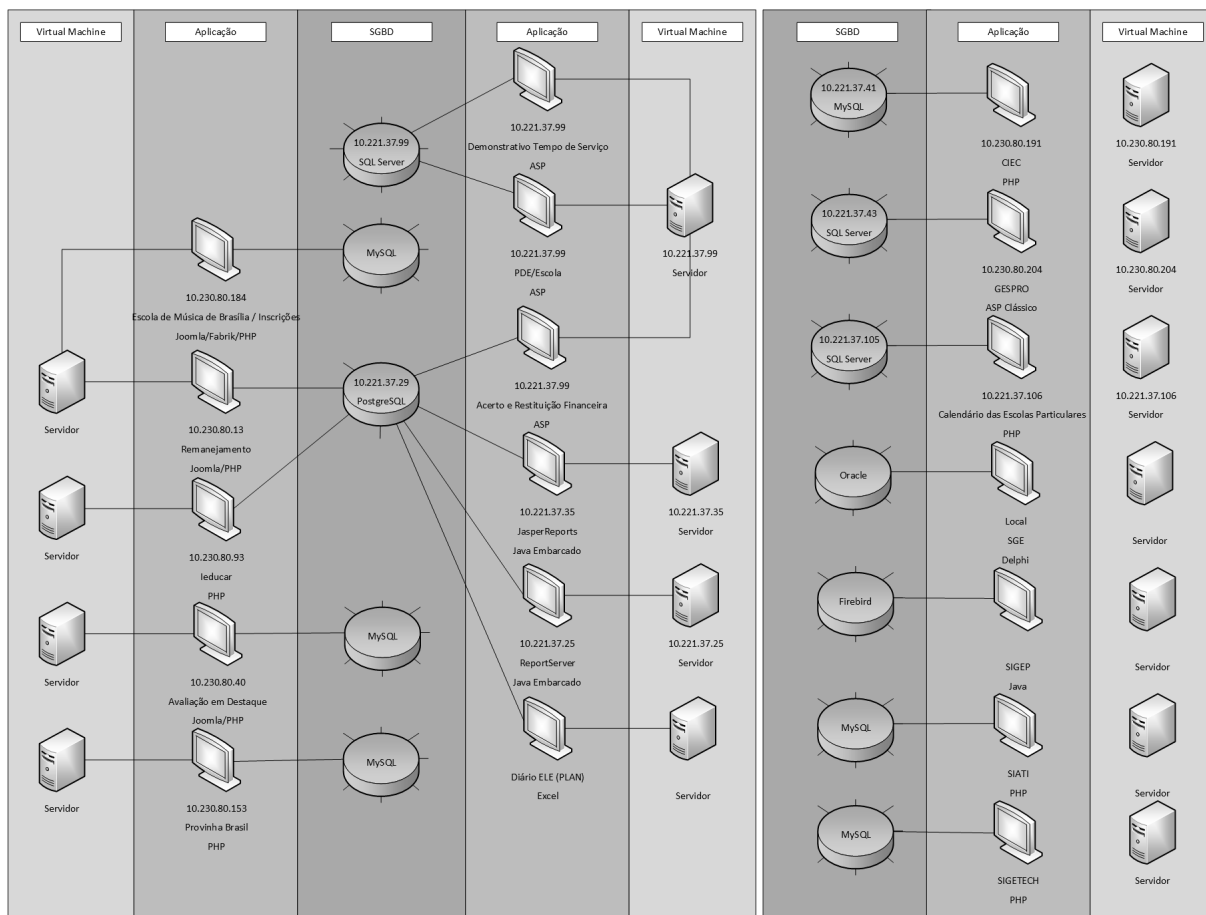 Virtual Machine
Aplicação
SGBD
Aplicação
Virtual Machine
10.230.80.184
Escola de Música de Brasília / Inscrições
Joomla/Fabrik/PHP
Servidor
10.230.80.13
Remanejamento
Joomla/PHP
Servidor
10.230.80.93
Ieducar
PHP
Servidor
10.230.80.40
Avaliação em Destaque
Joomla/PHP
Servidor
10.230.80.153
Provinha Brasil
PHP
10.221.37.99
SQL Server
MySQL
10.221.37.29
PostgreSQL
MySQL
MySQL
10.221.37.99
Demonstrativo Tempo de Serviço
ASP
10.221.37.99
PDE/Escola
ASP
10.221.37.99
Servidor
10.221.37.99
Acerto e Restituição Financeira
ASP
10.221.37.35
JasperReports
Java Embarcado
10.221.37.35
Servidor
10.221.37.25
ReportServer
Java Embarcado
10.221.37.25
Servidor
Diário ELE (PLAN)
Excel
Servidor
SGBD
Aplicação
Virtual Machine
10.221.37.41
MySQL
10.230.80.191
CIEC
PHP
10.230.80.191
Servidor
10.221.37.43
SQL Server
10.230.80.204
GESPRO
ASP Clássico
10.230.80.204
Servidor
10.221.37.105
SQL Server
10.221.37.106
Calendário das Escolas Particulares
PHP
10.221.37.106
Servidor
Oracle
Local
SGE
Delphi
Servidor
Firebird
SIGEP
Java
Servidor
MySQL
SIATI
PHP
Servidor
MySQL
SIGETECH
PHP
Servidor